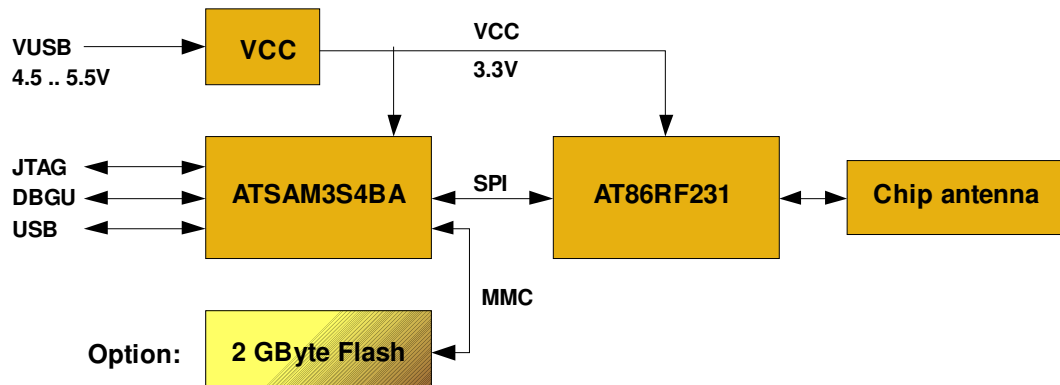 VUSB
4.5 .. 5.5V
VCC
VCC
3.3V
JTAG
DBGU
USB
ATSAM3S4BA
SPI
AT86RF231
Chip antenna
MMC
Option:
2 GByte Flash